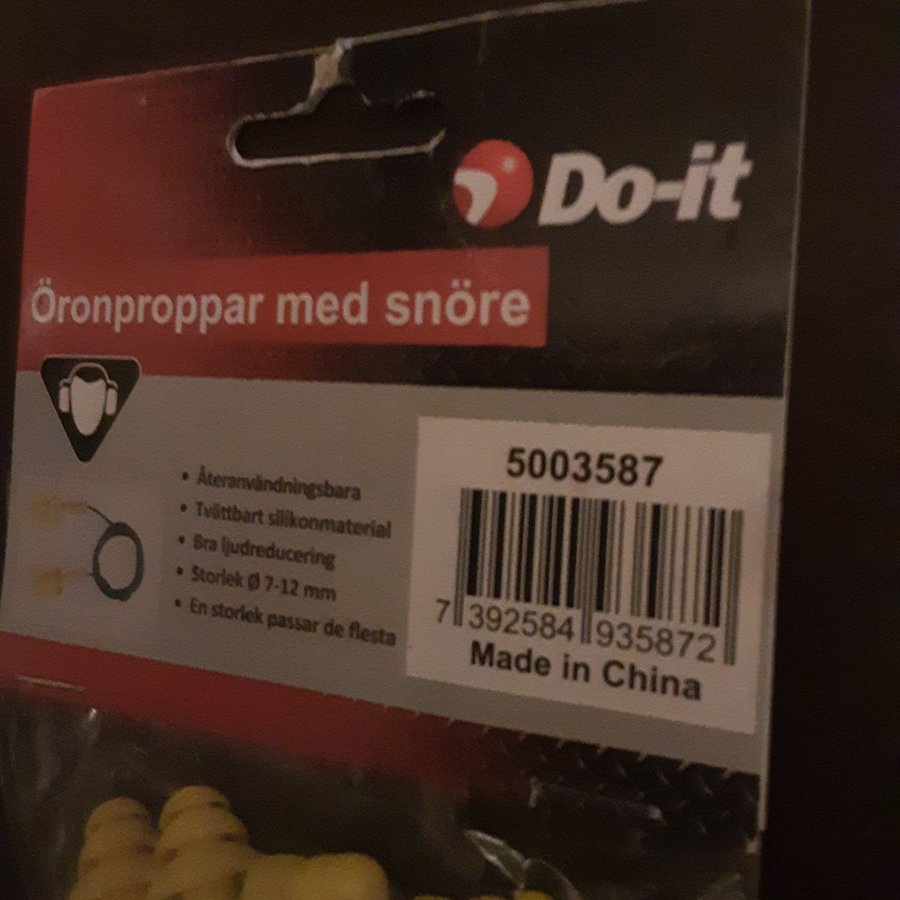 Do-it
Öronproppar med snöre
• Återanvändningsbara
• Tvättbart silikonmaterial
• Bra ljudreducering
• Storlek Ø 7-12 mm
• En storlek passar de flesta
5003587
7 392584 935872
Made in China